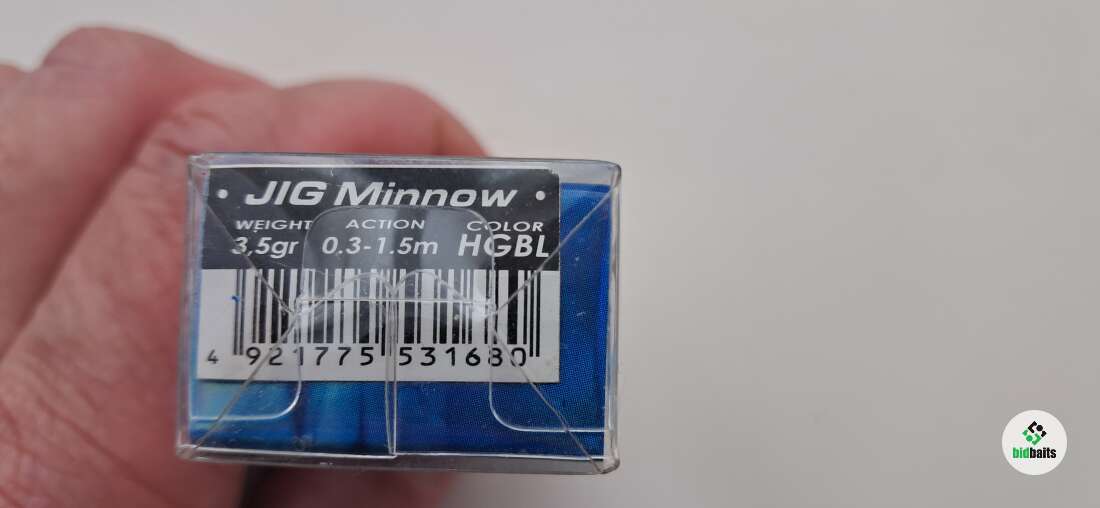 • JIG Minnow •
WEIGHT ACTION COLOR
3,5gr 0.3-1.5m HGBL
4 921775 531680
bidbaits